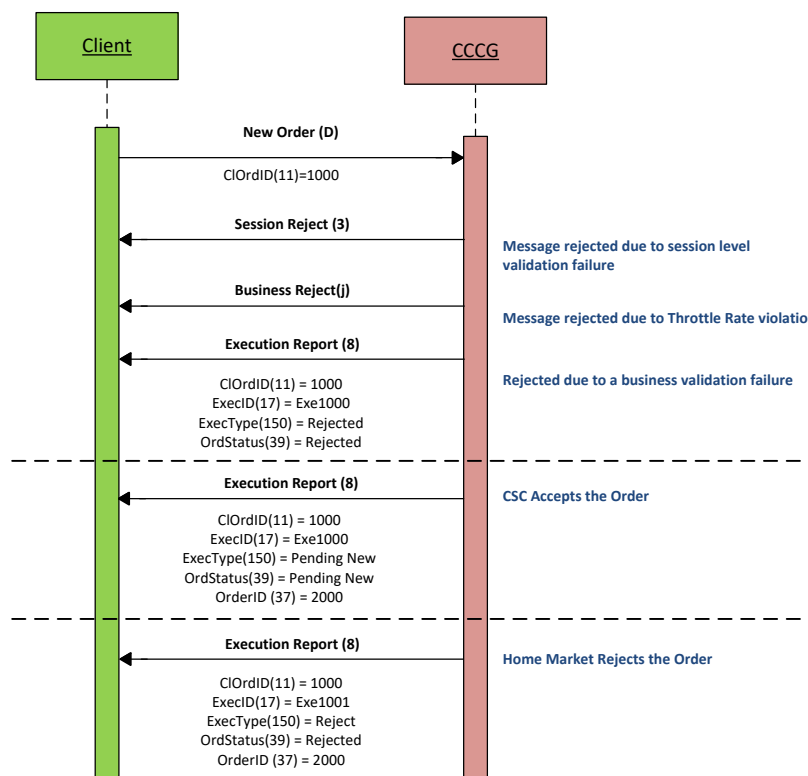 Client
CCCG
New Order (D)
ClOrdID(11)=1000
Session Reject (3)
Message rejected due to session level
validation failure
Business Reject(j)
Message rejected due to Throttle Rate violatio
Execution Report (8)
Rejected due to a business validation failure
ClOrdID(11) = 1000
ExecID(17) = Exe1000
ExecType(150) = Rejected
OrdStatus(39) = Rejected
Execution Report (8)
CSC Accepts the Order
ClOrdID(11) = 1000
ExecID(17) = Exe1000
ExecType(150) = Pending New
OrdStatus(39) = Pending New
OrderID (37) = 2000
Execution Report (8)
Home Market Rejects the Order
ClOrdID(11) = 1000
ExecID(17) = Exe1001
ExecType(150) = Reject
OrdStatus(39) = Rejected
OrderID (37) = 2000